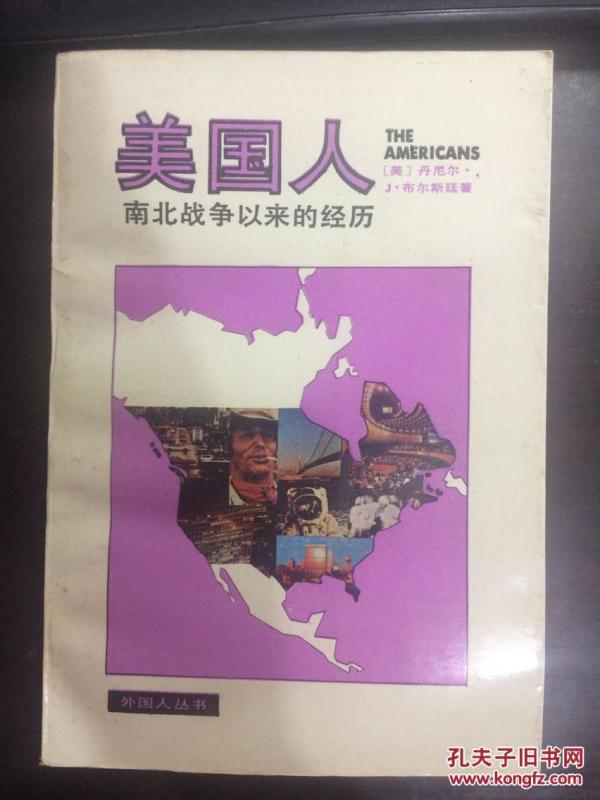 美国人
THE
AMERICANS
［美］丹尼尔·
J·布尔斯廷著
南北战争以来的经历
外国人丛书
孔夫子旧书网
www.kongfz.com